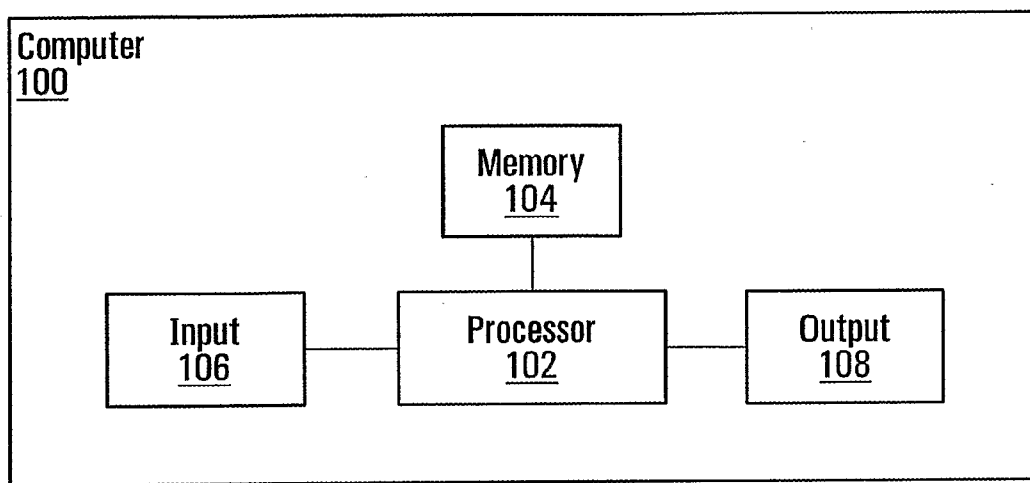 Computer
100
Memory
104
Input
106
Processor
102
Output
108